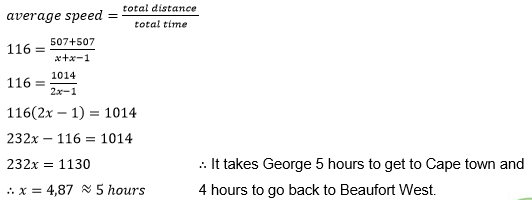 average speed = total distance / total time
116 = 507+507 / x+x−1
116 = 1014 / 2x−1
116(2x − 1) = 1014
232x − 116 = 1014
232x = 1130 ∴ It takes George 5 hours to get to Cape town and
∴ x = 4,87 ≈ 5 hours 4 hours to go back to Beaufort West.